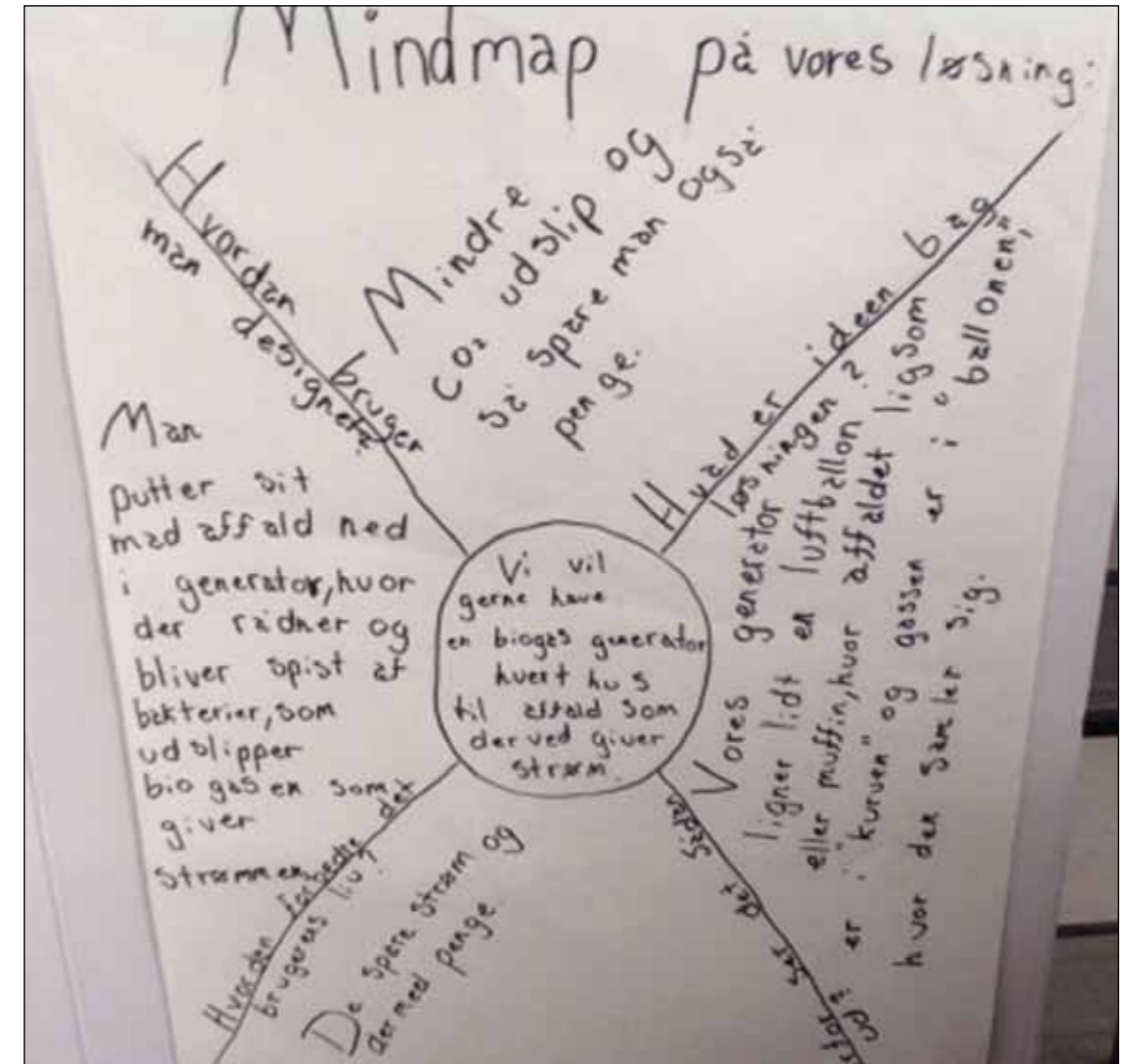 Mindmap på vores løsning:
Hvordan bruger
man designet?
Mindre
CO2 udslip og
så spare man også
penge.
Hvad er ideen bag
løsningen?
Man
putter sit
mad affald ned
i generator, hvor
der rådner og
bliver spist af
bakterier, som
udslipper
bio gasen som
giver
strømmen
Vi vil
gerne have
en biogas generator
hvert hus
til affald som
derved giver
strøm.
Vores generator
ligner lidt en luftballon
eller muffin, hvor affaldet ligsom
er i "kurven" og gassen er i "ballonen",
hvor den samler sig.
Hvordan forbedre det
brugerens liv?
De spare strøm og
dermed penge.
ser det
ud?